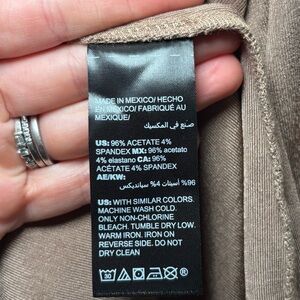 MADE IN MEXICO/ HECHO
EN MEXICO/ FABRIQUÉ AU
MEXIQUE/
صنع في المكسيك
US: 96% ACETATE 4%
SPANDEX MX: 96% acetato
4% elastano CA: 96%
ACÉTATE 4% SPANDEX
AE/KW:
96% أسيتات 4% سبانديكس
US: WITH SIMILAR COLORS.
MACHINE WASH COLD.
ONLY NON-CHLORINE
BLEACH. TUMBLE DRY LOW.
WARM IRON. IRON ON
REVERSE SIDE. DO NOT
DRY CLEAN
30